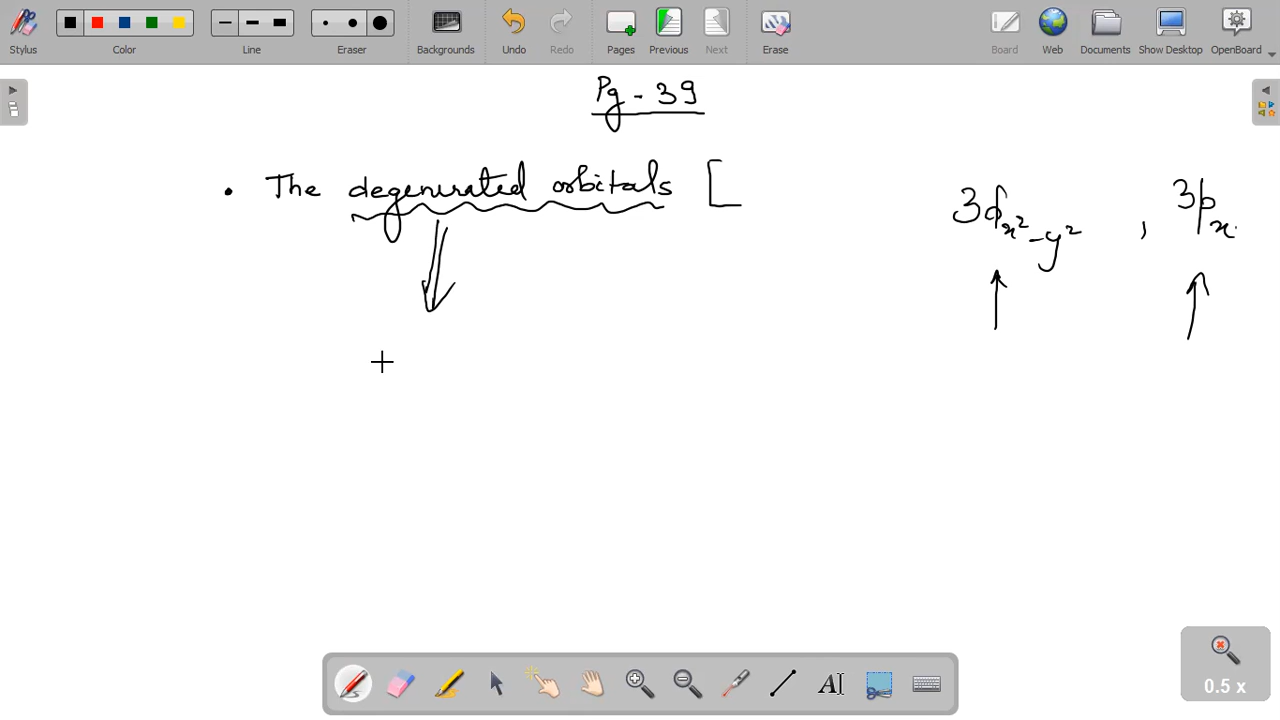 Stylus
Color
Line
Eraser
Backgrounds
Undo
Redo
Pages
Previous
Next
Erase
Board
Web
Documents
Show Desktop
OpenBoard
Pg - 39
• The degenerated orbitals [
3dx²-y² , 3px
AI
0.5 x